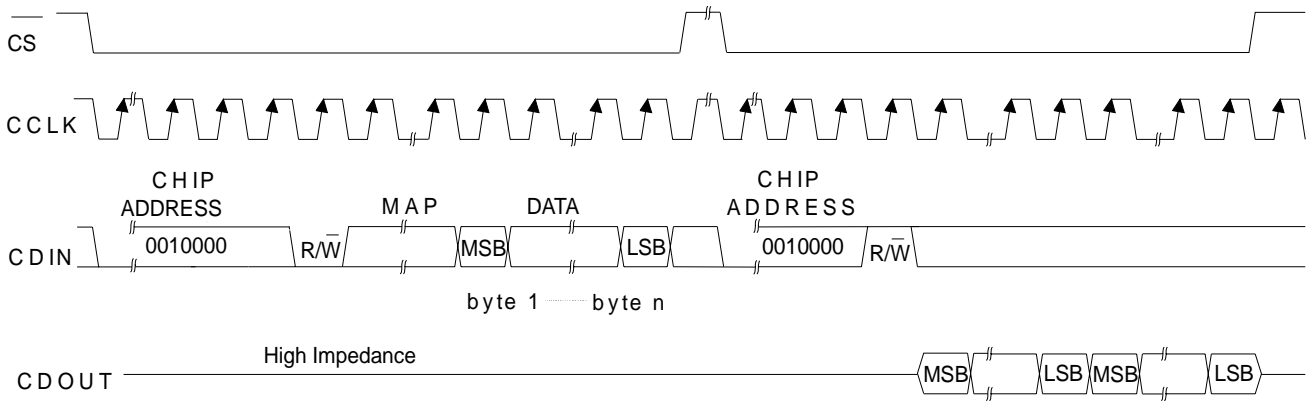 CS
CCLK
CHIP
ADDRESS
MAP
DATA
CHIP
ADDRESS
CDIN
0010000
R/W
MSB
LSB
0010000
R/W
byte 1
byte n
High Impedance
CDOUT
MSB
LSB
MSB
LSB